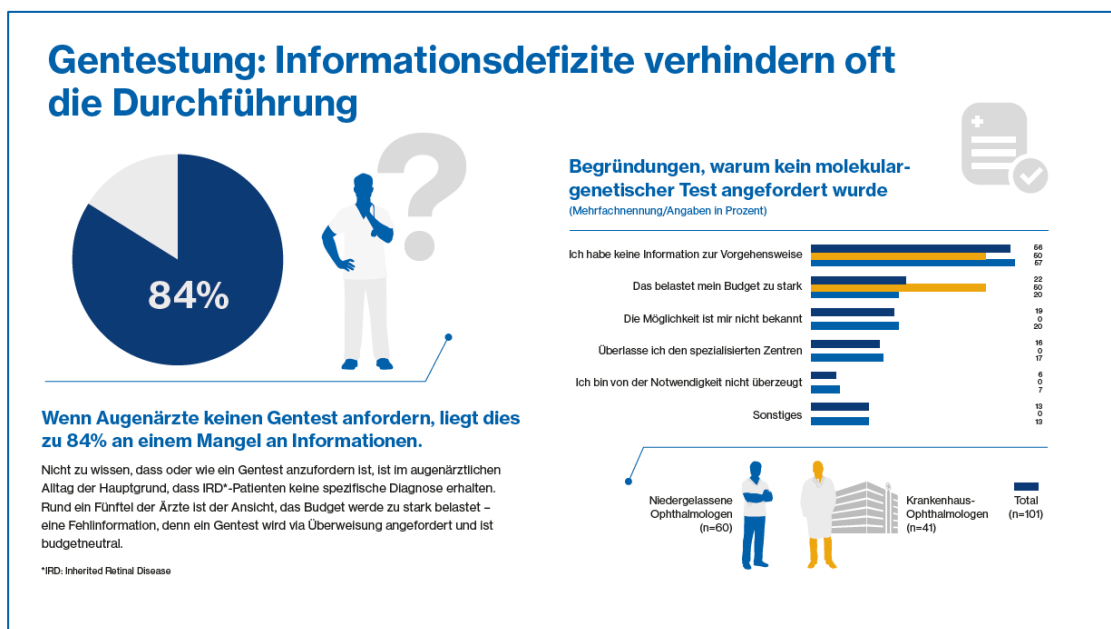 Gentestung: Informationsdefizite verhindern oft
die Durchführung
84%
Wenn Augenärzte keinen Gentest anfordern, liegt dies
zu 84% an einem Mangel an Informationen.
Nicht zu wissen, dass oder wie ein Gentest anzufordern ist, ist im augenärztlichen
Alltag der Hauptgrund, dass IRD*-Patienten keine spezifische Diagnose erhalten.
Rund ein Fünftel der Ärzte ist der Ansicht, das Budget werde zu stark belastet –
eine Fehlinformation, denn ein Gentest wird via Überweisung angefordert und ist
budgetneutral.
*IRD: Inherited Retinal Disease
Begründungen, warum kein molekular-
genetischer Test angefordert wurde
(Mehrfachnennung/Angaben in Prozent)
Ich habe keine Information zur Vorgehensweise
66
60
67
Das belastet mein Budget zu stark
22
60
20
Die Möglichkeit ist mir nicht bekannt
19
0
20
Überlasse ich den spezialisierten Zentren
16
0
17
Ich bin von der Notwendigkeit nicht überzeugt
6
0
7
Sonstiges
13
0
13
Niedergelassene
Ophthalmologen
(n=60)
Krankenhaus-
Ophthalmologen
(n=41)
Total
(n=101)